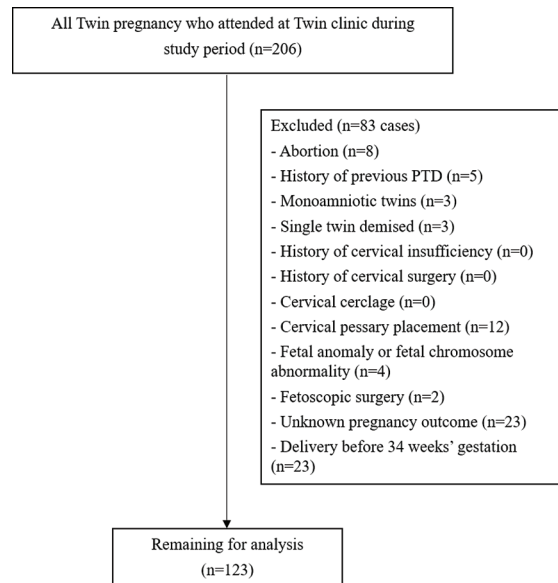 All Twin pregnancy who attended at Twin clinic during
study period (n=206)
Excluded (n=83 cases)
- Abortion (n=8)
- History of previous PTD (n=5)
- Monoamniotic twins (n=3)
- Single twin demised (n=3)
- History of cervical insufficiency (n=0)
- History of cervical surgery (n=0)
- Cervical cerclage (n=0)
- Cervical pessary placement (n=12)
- Fetal anomaly or fetal chromosome
abnormality (n=4)
- Fetoscopic surgery (n=2)
- Unknown pregnancy outcome (n=23)
- Delivery before 34 weeks’ gestation
(n=23)
Remaining for analysis
(n=123)